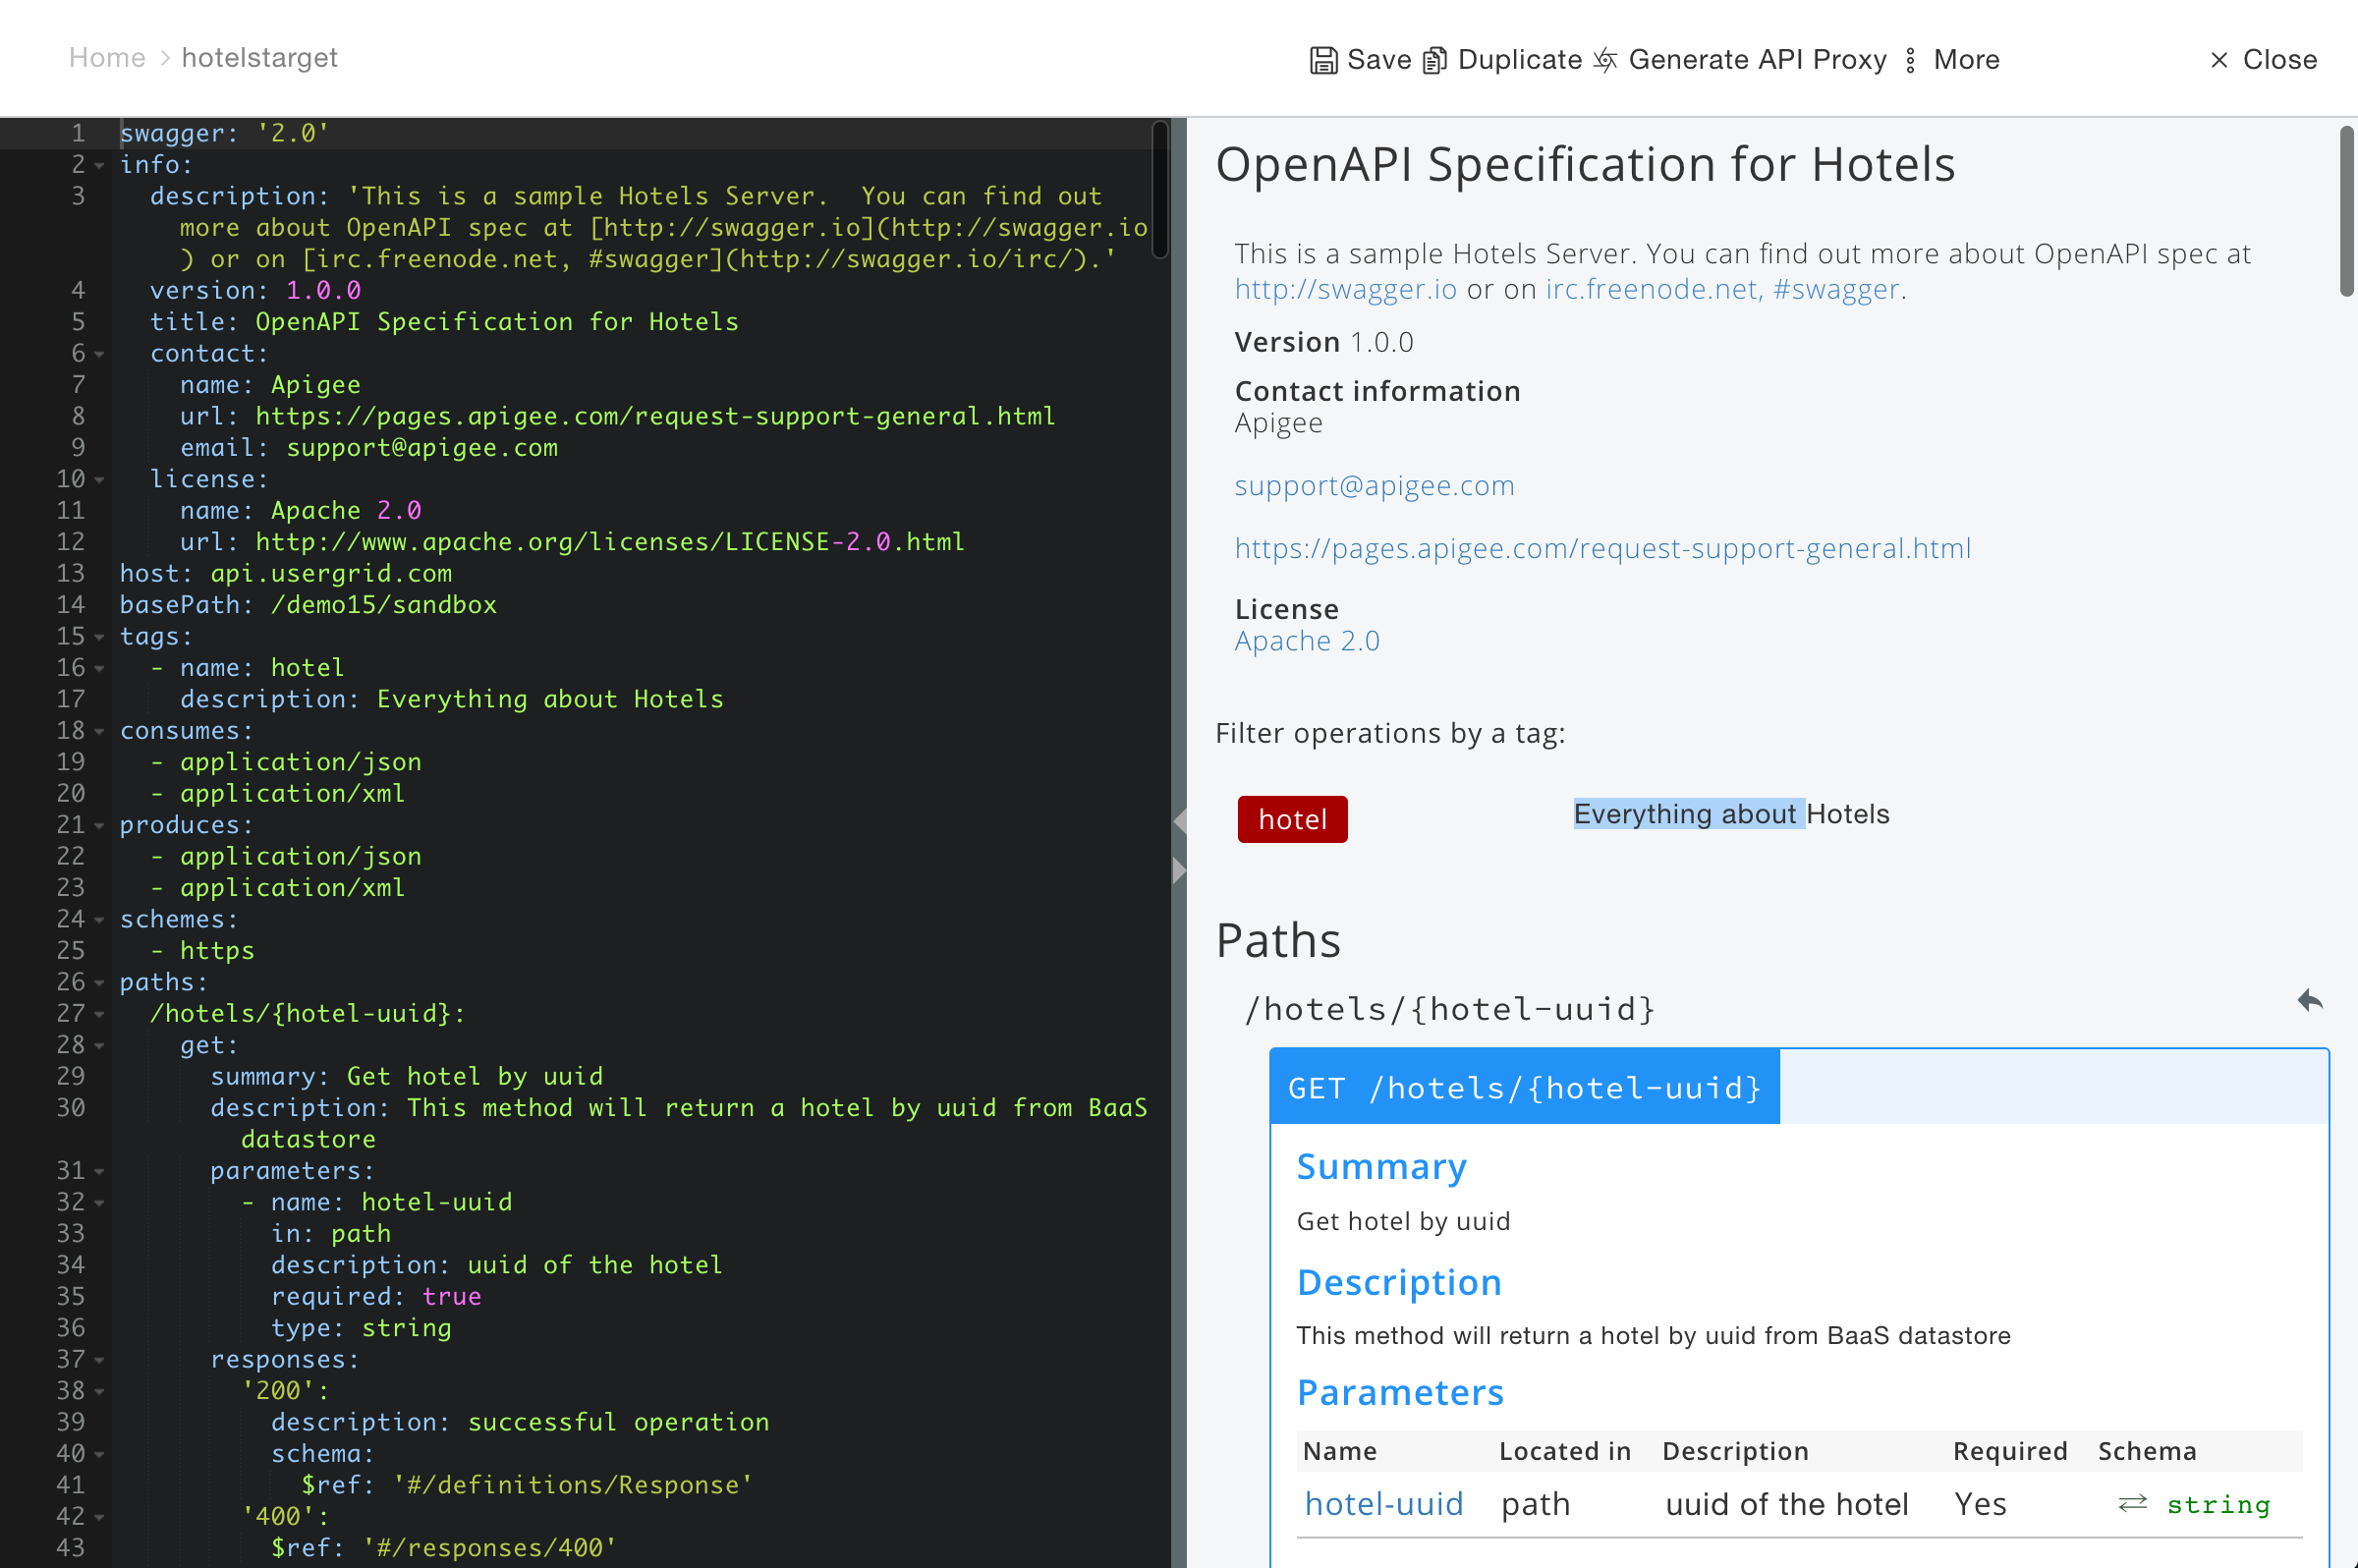 Home > hotelstarget
Save Duplicate Generate API Proxy More Close
1 swagger: '2.0'
2 info:
3 description: 'This is a sample Hotels Server.  You can find out
more about OpenAPI spec at [http://swagger.io](http://swagger.io
) or on [irc.freenode.net, #swagger](http://swagger.io/irc/).'
4 version: 1.0.0
5 title: OpenAPI Specification for Hotels
6 contact:
7 name: Apigee
8 url: https://pages.apigee.com/request-support-general.html
9 email: support@apigee.com
10 license:
11 name: Apache 2.0
12 url: http://www.apache.org/licenses/LICENSE-2.0.html
13 host: api.usergrid.com
14 basePath: /demo15/sandbox
15 tags:
16 - name: hotel
17 description: Everything about Hotels
18 consumes:
19 - application/json
20 - application/xml
21 produces:
22 - application/json
23 - application/xml
24 schemes:
25 - https
26 paths:
27 /hotels/{hotel-uuid}:
28 get:
29 summary: Get hotel by uuid
30 description: This method will return a hotel by uuid from BaaS
datastore
31 parameters:
32 - name: hotel-uuid
33 in: path
34 description: uuid of the hotel
35 required: true
36 type: string
37 responses:
38 '200':
39 description: successful operation
40 schema:
41 $ref: '#/definitions/Response'
42 '400':
43 $ref: '#/responses/400'
OpenAPI Specification for Hotels
This is a sample Hotels Server. You can find out more about OpenAPI spec at
http://swagger.io or on irc.freenode.net, #swagger.
Version 1.0.0
Contact information
Apigee
support@apigee.com
https://pages.apigee.com/request-support-general.html
License
Apache 2.0
Filter operations by a tag:
hotel Everything about Hotels
Paths
/hotels/{hotel-uuid}
GET /hotels/{hotel-uuid}
Summary
Get hotel by uuid
Description
This method will return a hotel by uuid from BaaS datastore
Parameters
Name Located in Description Required Schema
hotel-uuid path uuid of the hotel Yes ⇄ string